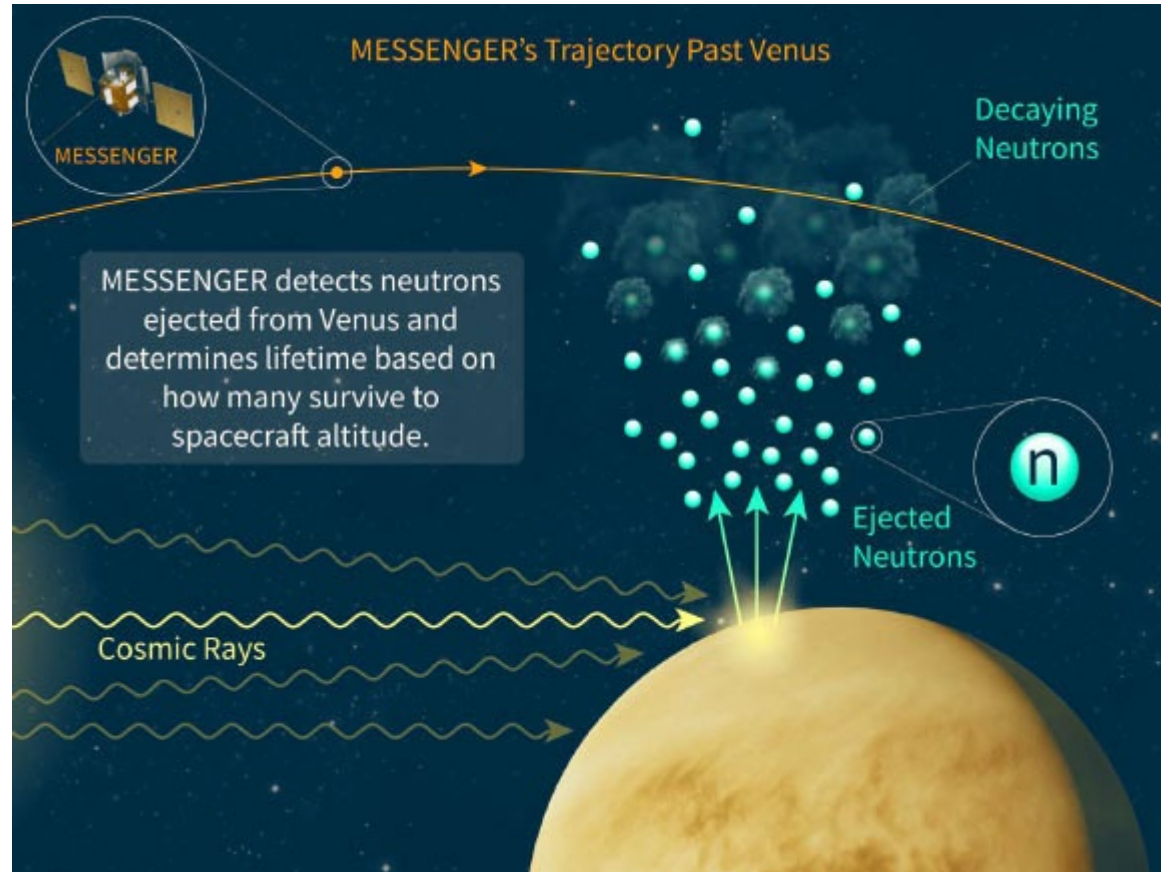 MESSENGER’s Trajectory Past Venus
MESSENGER
Decaying
Neutrons
MESSENGER detects neutrons
ejected from Venus and
determines lifetime based on
how many survive to
spacecraft altitude.
n
Ejected
Neutrons
Cosmic Rays